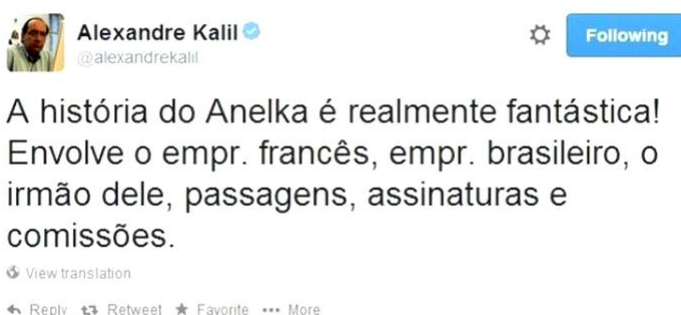 Alexandre Kalil
@alexandrekalil
Following
A história do Anelka é realmente fantástica!
Envolve o empr. francês, empr. brasileiro, o
irmão dele, passagens, assinaturas e
comissões.
View translation
Reply Retweet Favorite More